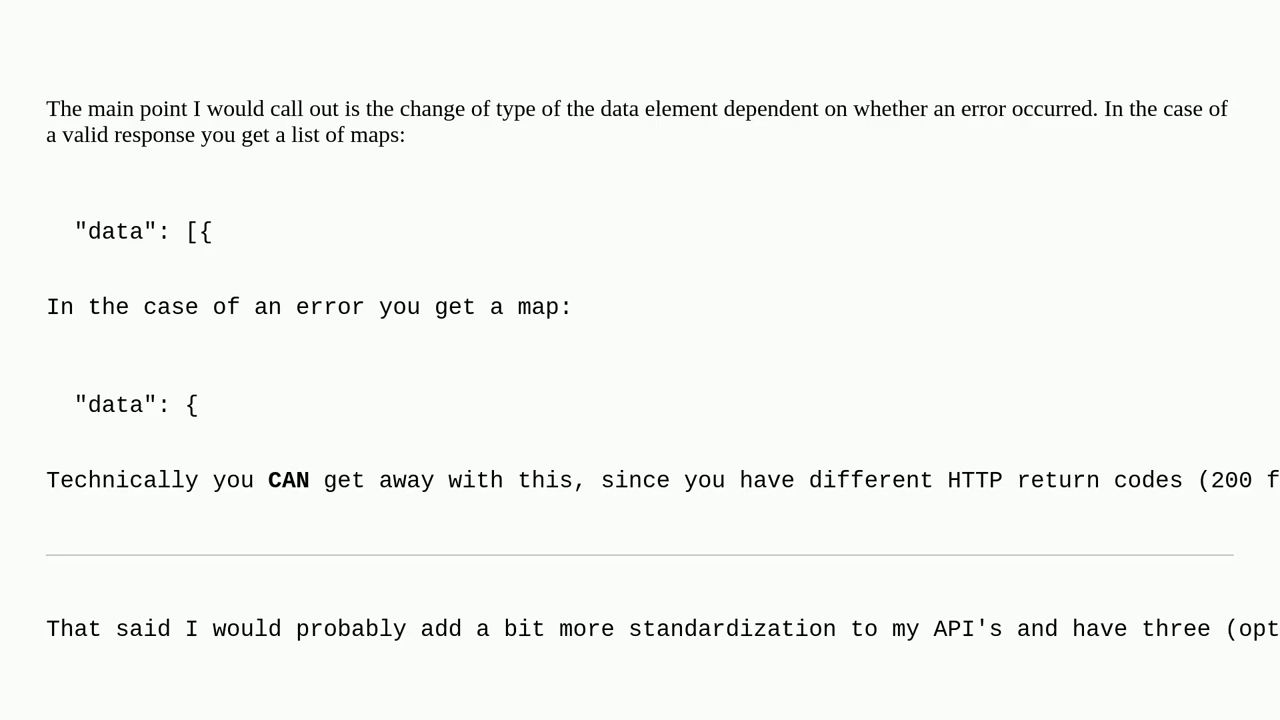 The main point I would call out is the change of type of the data element dependent on whether an error occurred. In the case of
a valid response you get a list of maps:
"data": [{
In the case of an error you get a map:
"data": {
Technically you CAN get away with this, since you have different HTTP return codes (200 f
That said I would probably add a bit more standardization to my API's and have three (opt